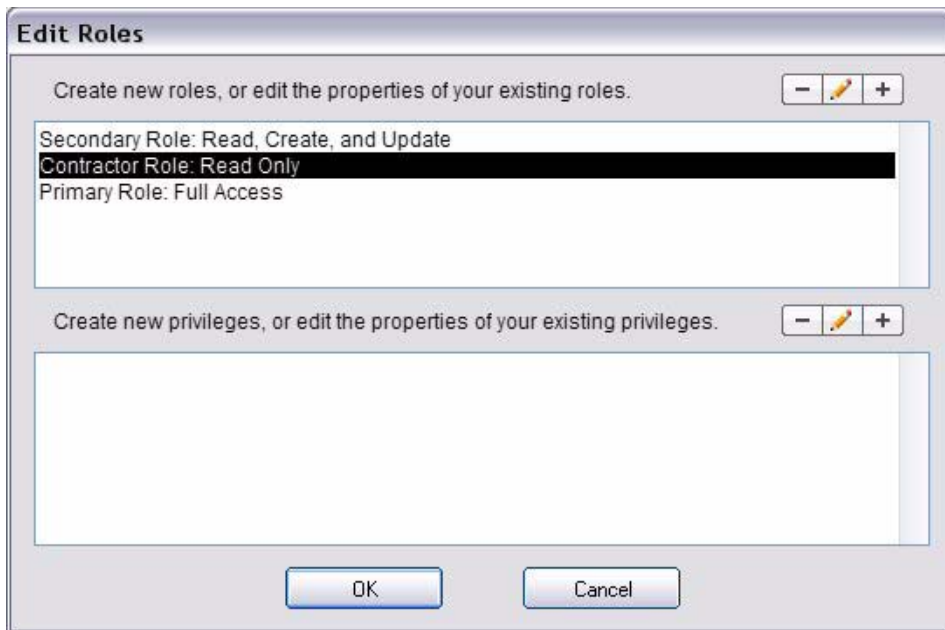 Edit Roles
Create new roles, or edit the properties of your existing roles.
Secondary Role: Read, Create, and Update
Contractor Role: Read Only
Primary Role: Full Access
Create new privileges, or edit the properties of your existing privileges.
OK
Cancel